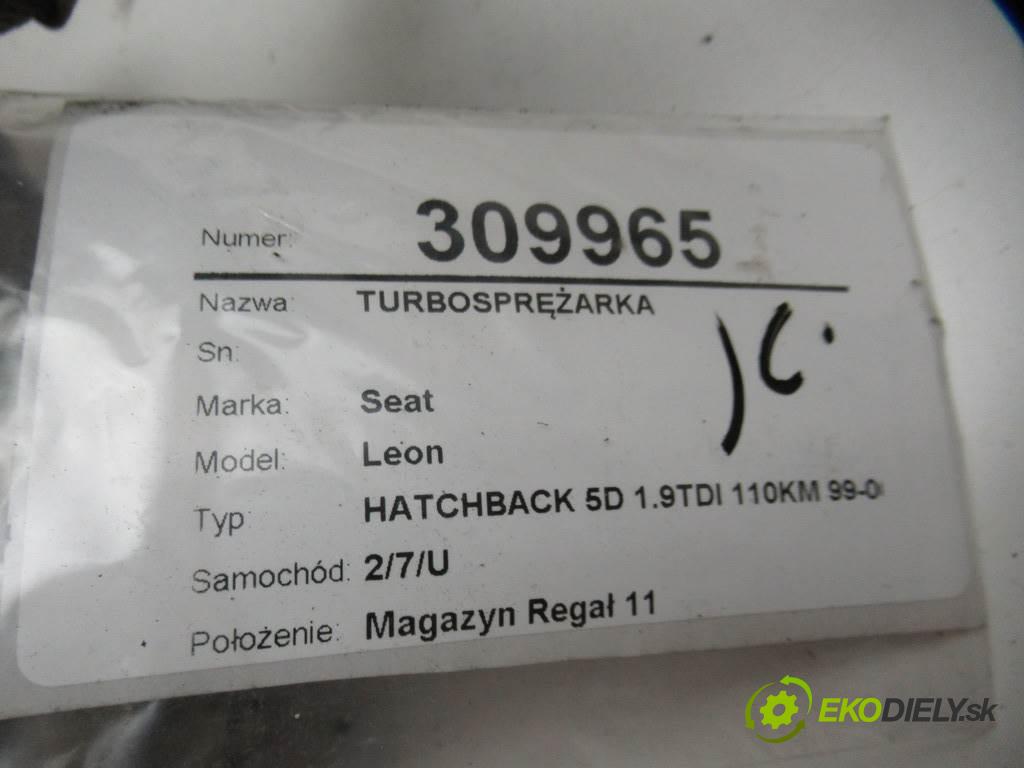 Numer: 309965
Nazwa: TURBOSPRĘŻARKA
Sn:
Marka: Seat
Model: Leon
Typ: HATCHBACK 5D 1.9TDI 110KM 99-0
Samochód: 2/7/U
Położenie: Magazyn Regał 11
EKODIELY.sk